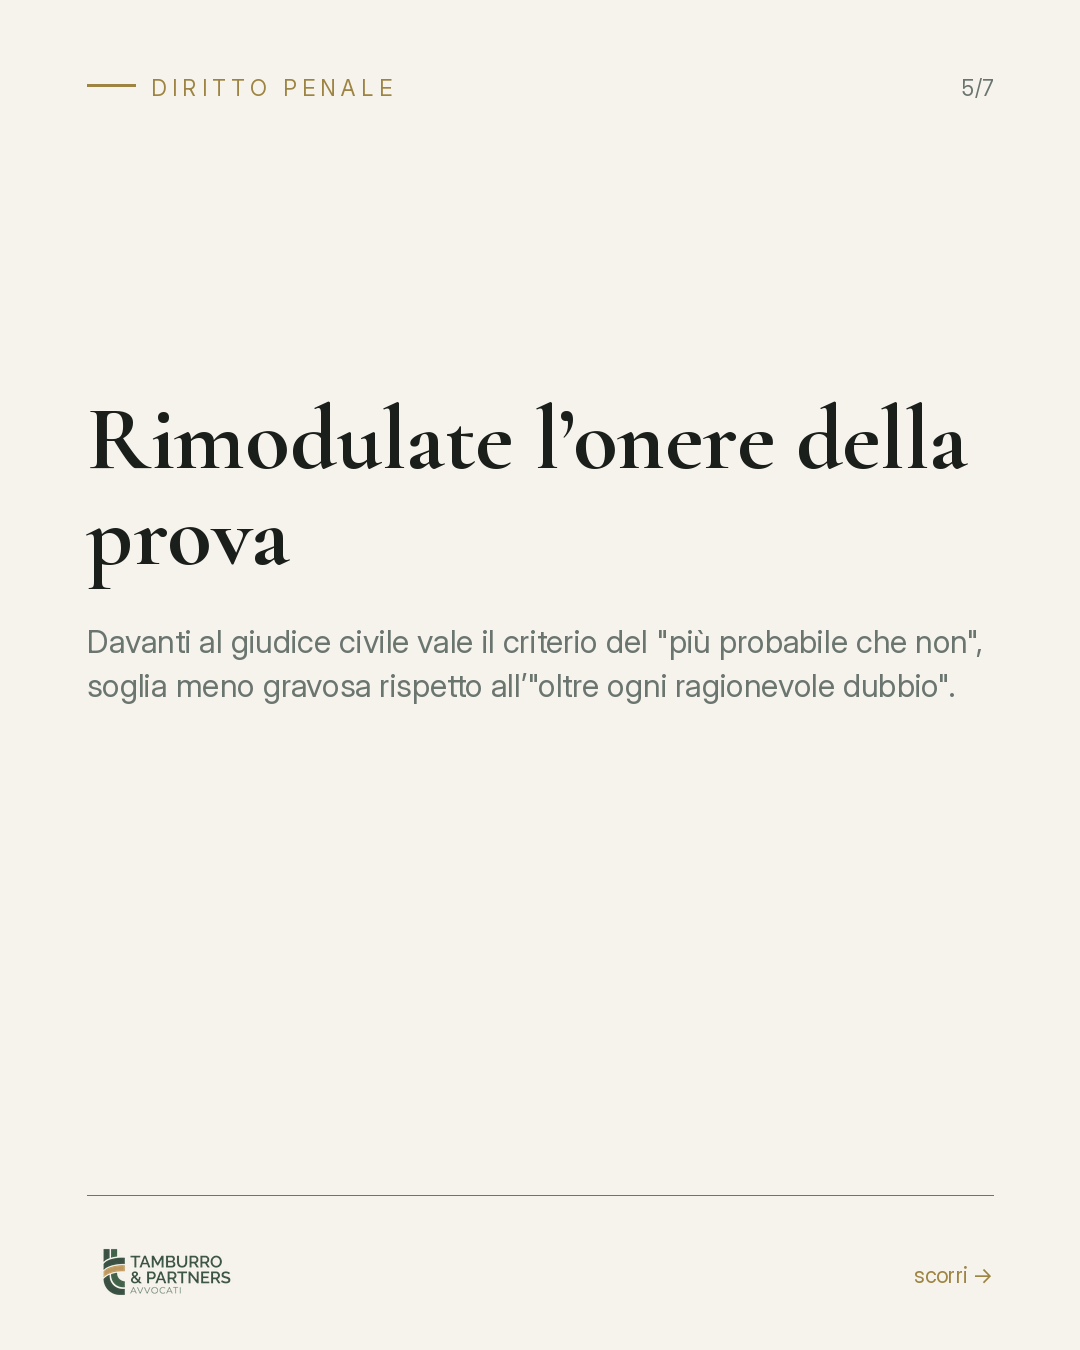 DIRITTO PENALE
5/7
Rimodulate l’onere della
prova
Davanti al giudice civile vale il criterio del "più probabile che non",
soglia meno gravosa rispetto all’"oltre ogni ragionevole dubbio".
TAMBURRO
& PARTNERS
AVVOCATI
scorri →